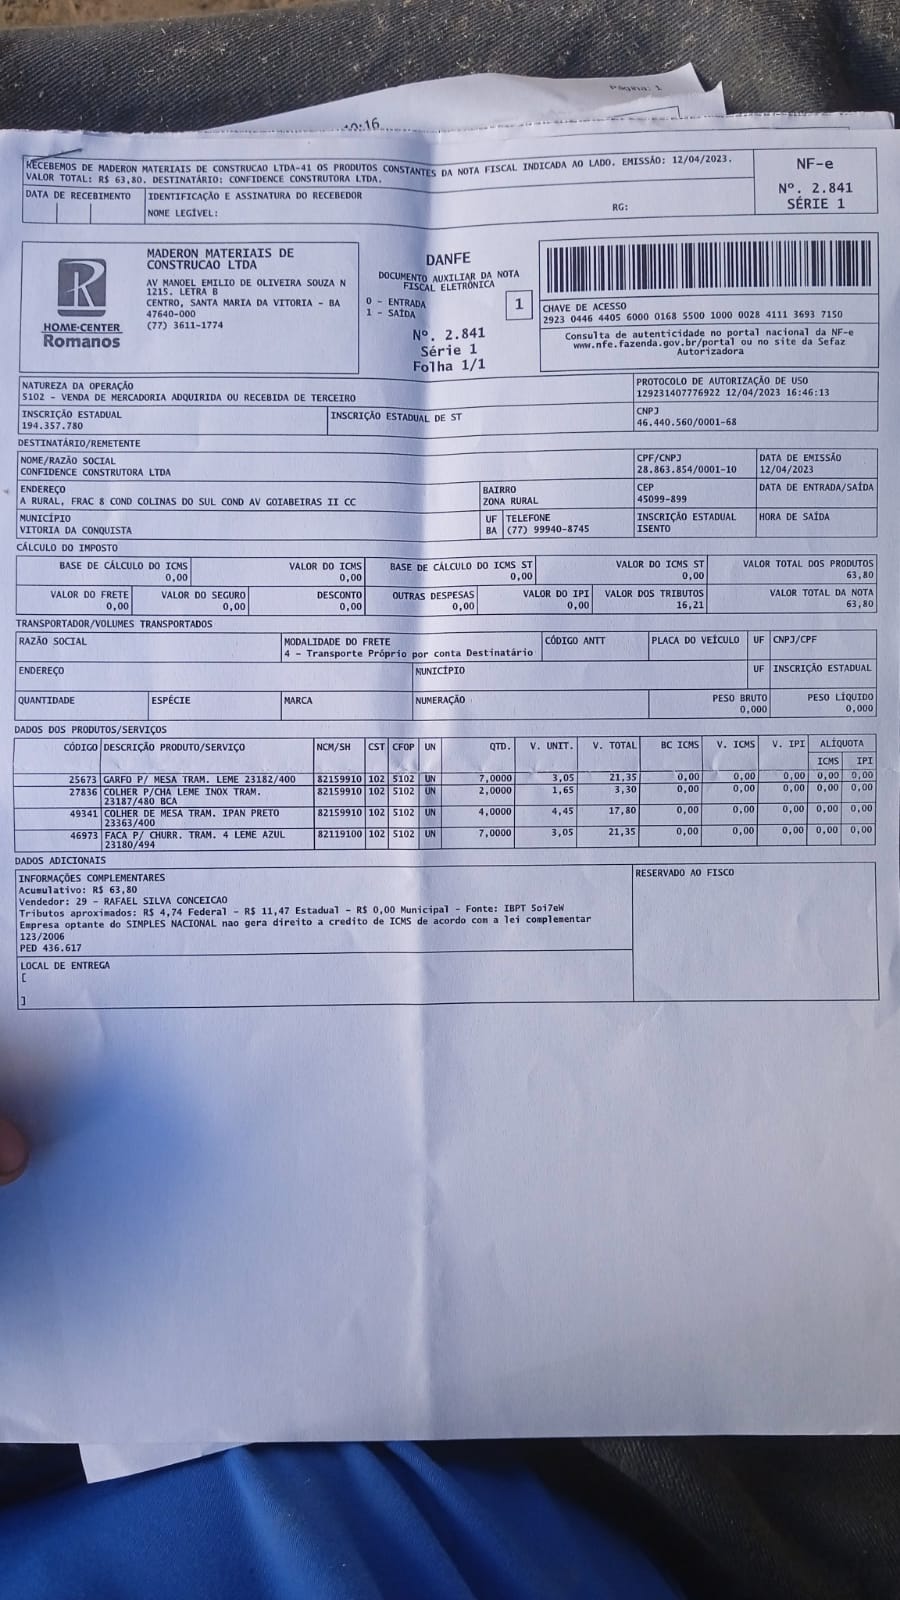 Página: 1
RECEBEMOS DE MADERON MATERIAIS DE CONSTRUCAO LTDA-41 OS PRODUTOS CONSTANTES DA NOTA FISCAL INDICADA AO LADO. EMISSÃO: 12/04/2023.
VALOR TOTAL: R$ 63,80. DESTINATÁRIO: CONFIDENCE CONSTRUTORA LTDA.
NF-e
Nº. 2.841
SÉRIE 1
DATA DE RECEBIMENTO
IDENTIFICAÇÃO E ASSINATURA DO RECEBEDOR
NOME LEGÍVEL:
RG:
R
HOME-CENTER
Romanos
MADERON MATERIAIS DE
CONSTRUCAO LTDA
AV MANOEL EMILIO DE OLIVEIRA SOUZA N
1215. LETRA B
CENTRO, SANTA MARIA DA VITORIA - BA
47640-000
(77) 3611-1774
DANFE
DOCUMENTO AUXILIAR DA NOTA
FISCAL ELETRÔNICA
0 - ENTRADA
1 - SAÍDA
1
Nº. 2.841
Série 1
Folha 1/1
CHAVE DE ACESSO
2923 0446 4405 6000 0168 5500 1000 0028 4111 3693 7150
Consulta de autenticidade no portal nacional da NF-e
www.nfe.fazenda.gov.br/portal ou no site da Sefaz
Autorizadora
NATUREZA DA OPERAÇÃO
5102 - VENDA DE MERCADORIA ADQUIRIDA OU RECEBIDA DE TERCEIRO
PROTOCOLO DE AUTORIZAÇÃO DE USO
129231407776922 12/04/2023 16:46:13
INSCRIÇÃO ESTADUAL
194.357.780
INSCRIÇÃO ESTADUAL DE ST
CNPJ
46.440.560/0001-68
DESTINATÁRIO/REMETENTE
NOME/RAZÃO SOCIAL
CONFIDENCE CONSTRUTORA LTDA
CPF/CNPJ
28.863.854/0001-10
DATA DE EMISSÃO
12/04/2023
ENDEREÇO
A RURAL, FRAC 8 COND COLINAS DO SUL COND AV GOIABEIRAS II CC
BAIRRO
ZONA RURAL
CEP
45099-899
DATA DE ENTRADA/SAÍDA
MUNICÍPIO
VITORIA DA CONQUISTA
UF
BA
TELEFONE
(77) 99940-8745
INSCRIÇÃO ESTADUAL
ISENTO
HORA DE SAÍDA
CÁLCULO DO IMPOSTO
BASE DE CÁLCULO DO ICMS
0,00
VALOR DO ICMS
0,00
BASE DE CÁLCULO DO ICMS ST
0,00
VALOR DO ICMS ST
0,00
VALOR TOTAL DOS PRODUTOS
63,80
VALOR DO FRETE
0,00
VALOR DO SEGURO
0,00
DESCONTO
0,00
OUTRAS DESPESAS
0,00
VALOR DO IPI
0,00
VALOR DOS TRIBUTOS
16,21
VALOR TOTAL DA NOTA
63,80
TRANSPORTADOR/VOLUMES TRANSPORTADOS
RAZÃO SOCIAL
MODALIDADE DO FRETE
4 - Transporte Próprio por conta Destinatário
CÓDIGO ANTT
PLACA DO VEÍCULO
UF
CNPJ/CPF
ENDEREÇO
MUNICÍPIO
UF
INSCRIÇÃO ESTADUAL
QUANTIDADE
ESPÉCIE
MARCA
NUMERAÇÃO
PESO BRUTO
0,000
PESO LÍQUIDO
0,000
DADOS DOS PRODUTOS/SERVIÇOS
CÓDIGO DESCRIÇÃO PRODUTO/SERVIÇO NCM/SH CST CFOP UN QTD. V. UNIT. V. TOTAL BC ICMS V. ICMS V. IPI ALÍQUOTA
ICMS IPI
25673 GARFO P/ MESA TRAM. LEME 23182/400 82159910 102 5102 UN 7,0000 3,05 21,35 0,00 0,00 0,00 0,00 0,00
27836 COLHER P/CHA LEME INOX TRAM. 82159910 102 5102 UN 2,0000 1,65 3,30 0,00 0,00 0,00 0,00 0,00
23187/480 BCA
49341 COLHER DE MESA TRAM. IPAN PRETO 82159910 102 5102 UN 4,0000 4,45 17,80 0,00 0,00 0,00 0,00 0,00
23363/400
46973 FACA P/ CHURR. TRAM. 4 LEME AZUL 82119100 102 5102 UN 7,0000 3,05 21,35 0,00 0,00 0,00 0,00 0,00
23180/494
DADOS ADICIONAIS
INFORMAÇÕES COMPLEMENTARES
Acumulativo: R$ 63,80
Vendedor: 29 - RAFAEL SILVA CONCEICAO
Tributos aproximados: R$ 4,74 Federal - R$ 11,47 Estadual - R$ 0,00 Municipal - Fonte: IBPT 5oi7eW
Empresa optante do SIMPLES NACIONAL nao gera direito a credito de ICMS de acordo com a lei complementar
123/2006
PED 436.617
RESERVADO AO FISCO
LOCAL DE ENTREGA
[
]